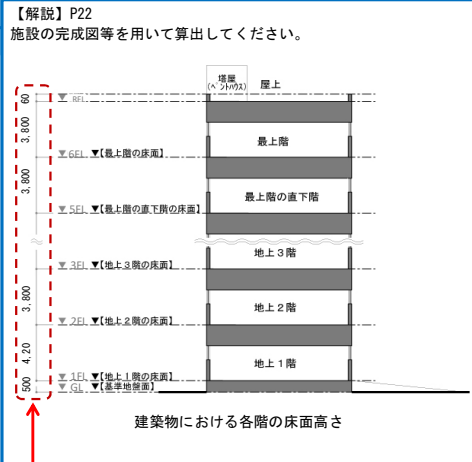 【解説】P22
施設の完成図等を用いて算出してください。
塔屋
(ペントハウス)
屋上
60
RFL
3,800
最上階
▼ 6FL ▼【最上階の床面】
3,800
最上階の直下階
▼ 5FL ▼【最上階の直下階の床面】
地上3階
▼ 3FL ▼【地上3階の床面】
3,800
地上2階
▼ 2FL ▼【地上2階の床面】
4,20
地上1階
▼ 1FL ▼【地上1階の床面】
500
▼ GL ▼【基準地盤面】
建築物における各階の床面高さ